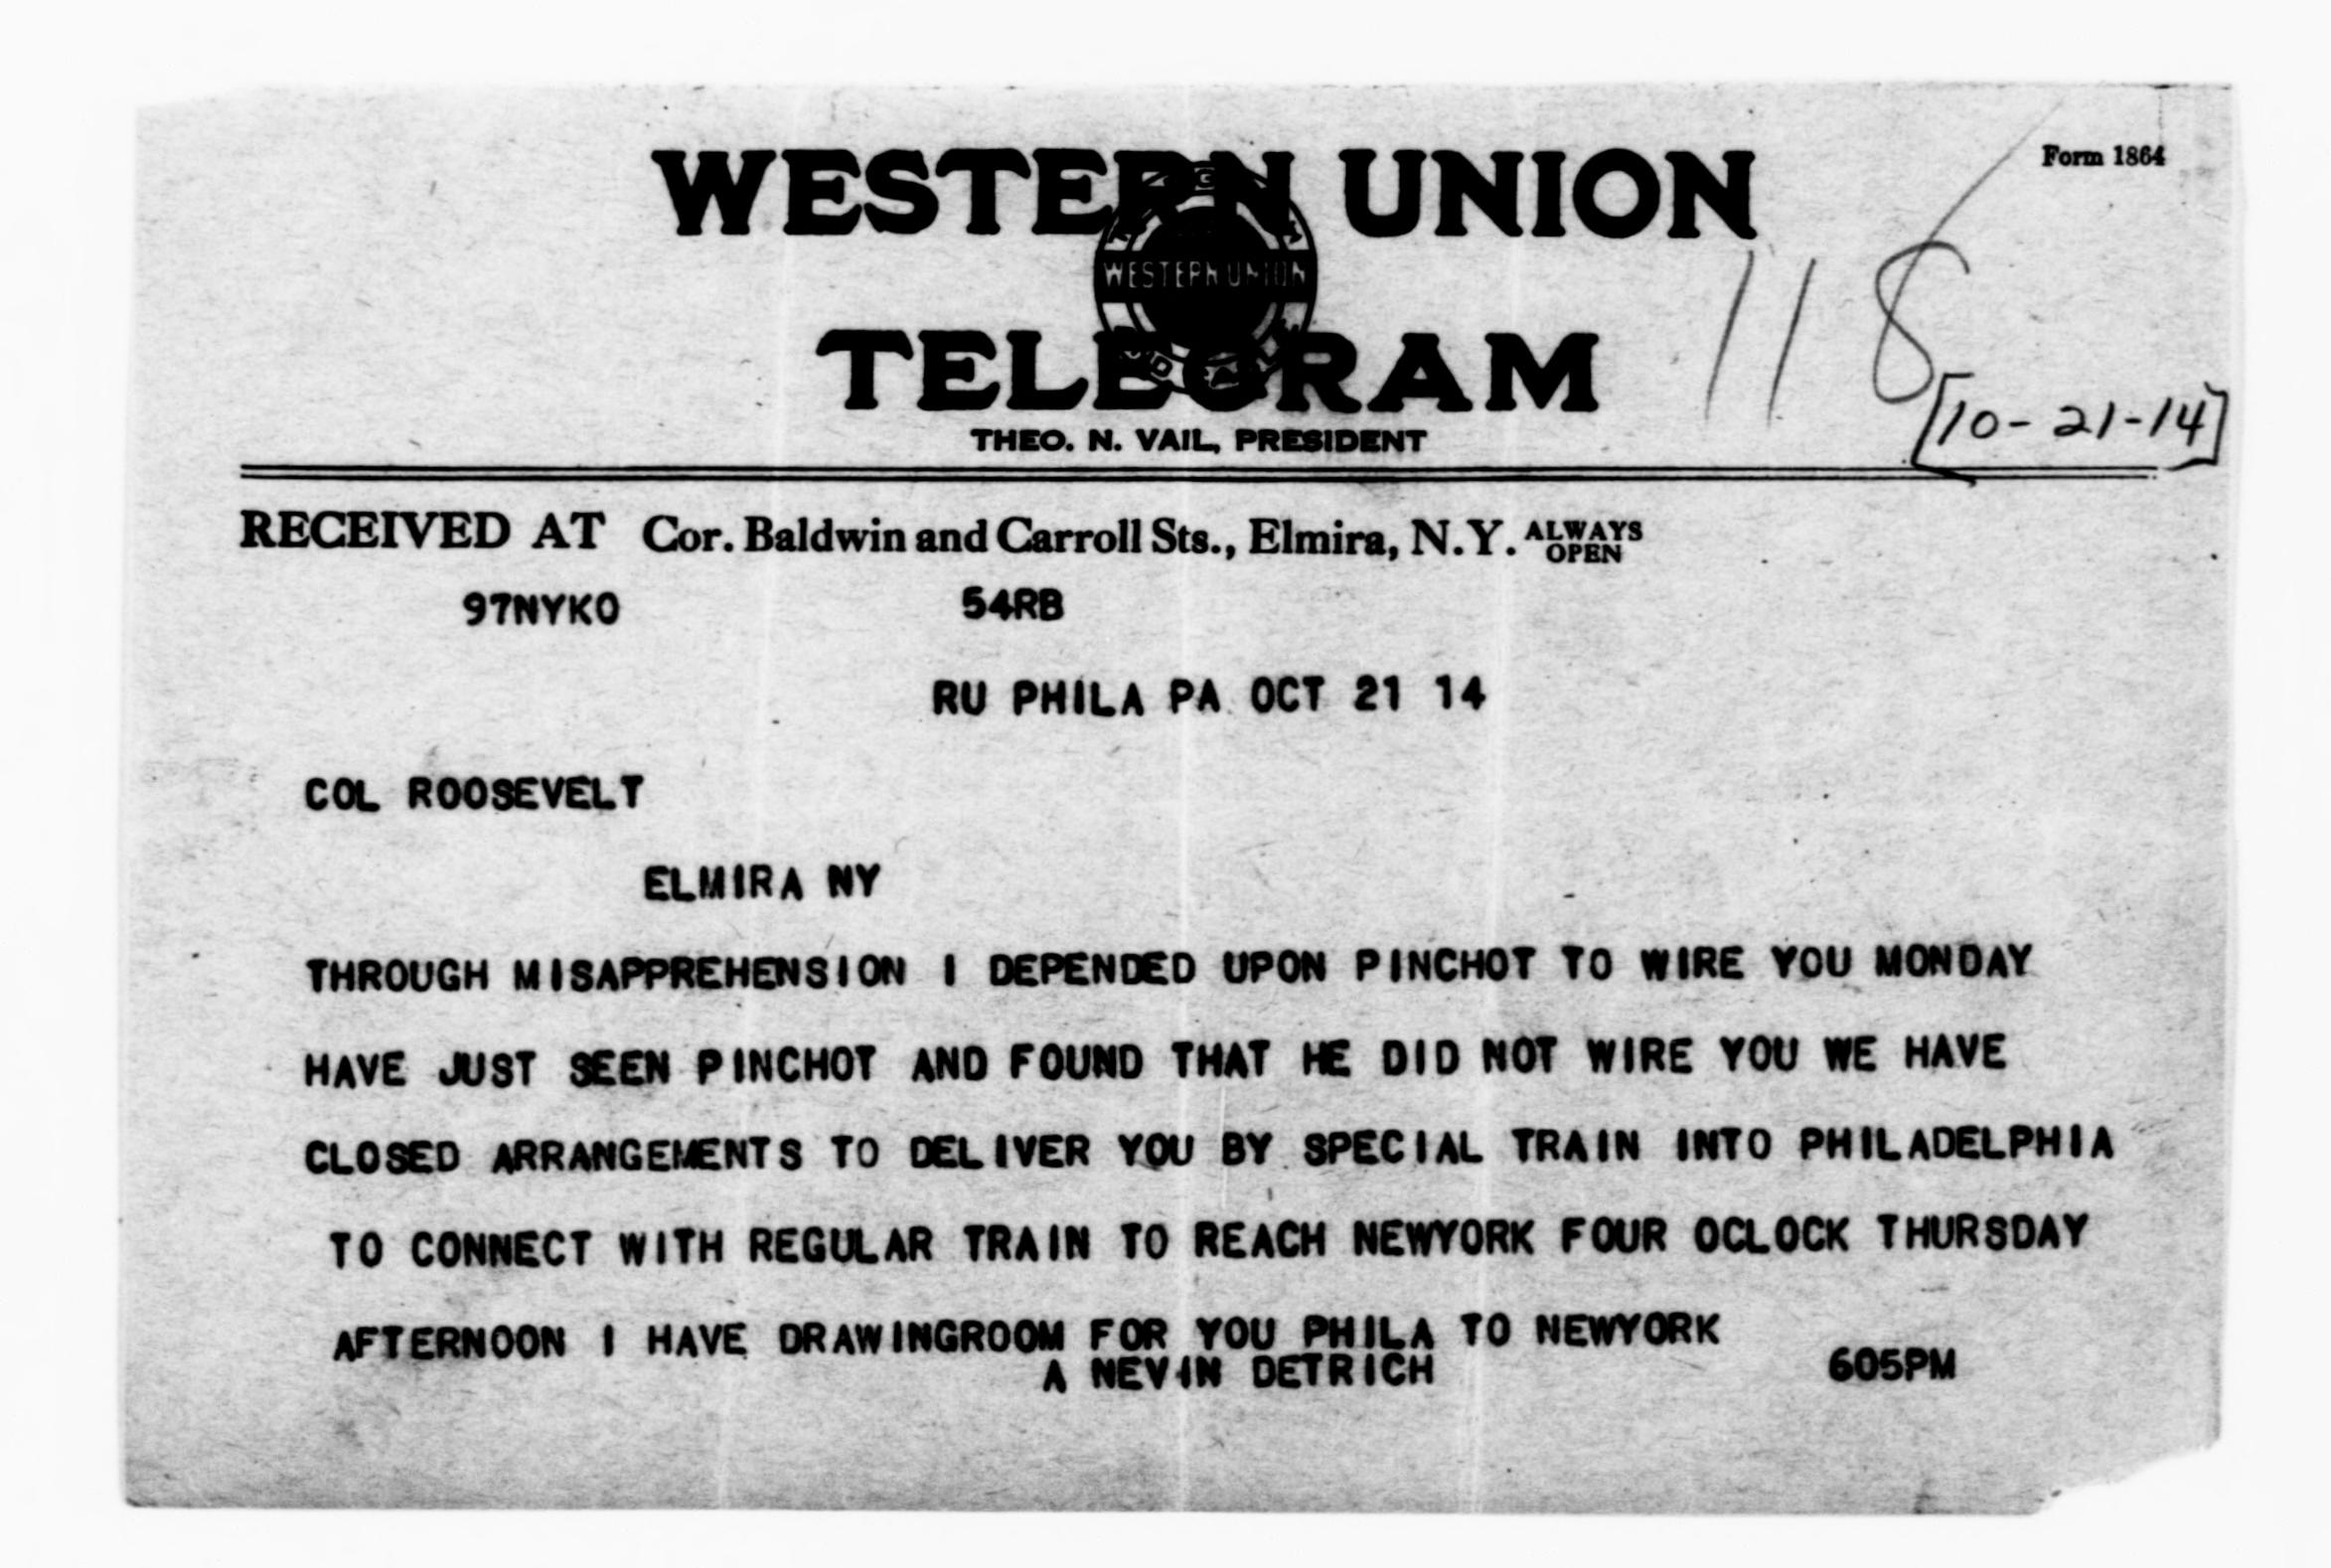 Form 1864
WESTERN UNION
WESTERN UNION
TELEGRAM
118
THEO. N. VAIL, PRESIDENT
[10-21-14]
RECEIVED AT Cor. Baldwin and Carroll Sts., Elmira, N.Y. ALWAYS OPEN
97NYKO 54RB
RU PHILA PA OCT 21 14
COL ROOSEVELT
ELMIRA NY
THROUGH MISAPPREHENSION I DEPENDED UPON PINCHOT TO WIRE YOU MONDAY
HAVE JUST SEEN PINCHOT AND FOUND THAT HE DID NOT WIRE YOU WE HAVE
CLOSED ARRANGEMENTS TO DELIVER YOU BY SPECIAL TRAIN INTO PHILADELPHIA
TO CONNECT WITH REGULAR TRAIN TO REACH NEWYORK FOUR OCLOCK THURSDAY
AFTERNOON I HAVE DRAWINGROOM FOR YOU PHILA TO NEWYORK
A NEVIN DETRICH 605PM